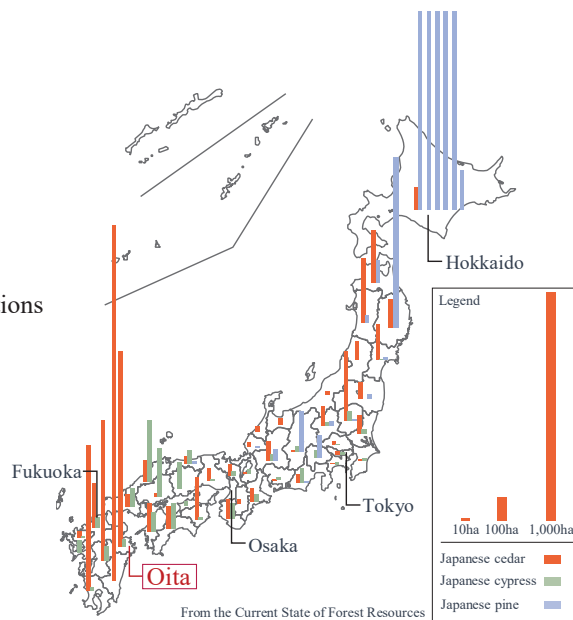 Hokkaido
ions
Legend
10ha 100ha 1,000ha
Japanese cedar
Japanese cypress
Japanese pine
Fukuoka
Tokyo
Osaka
Oita
From the Current State of Forest Resources